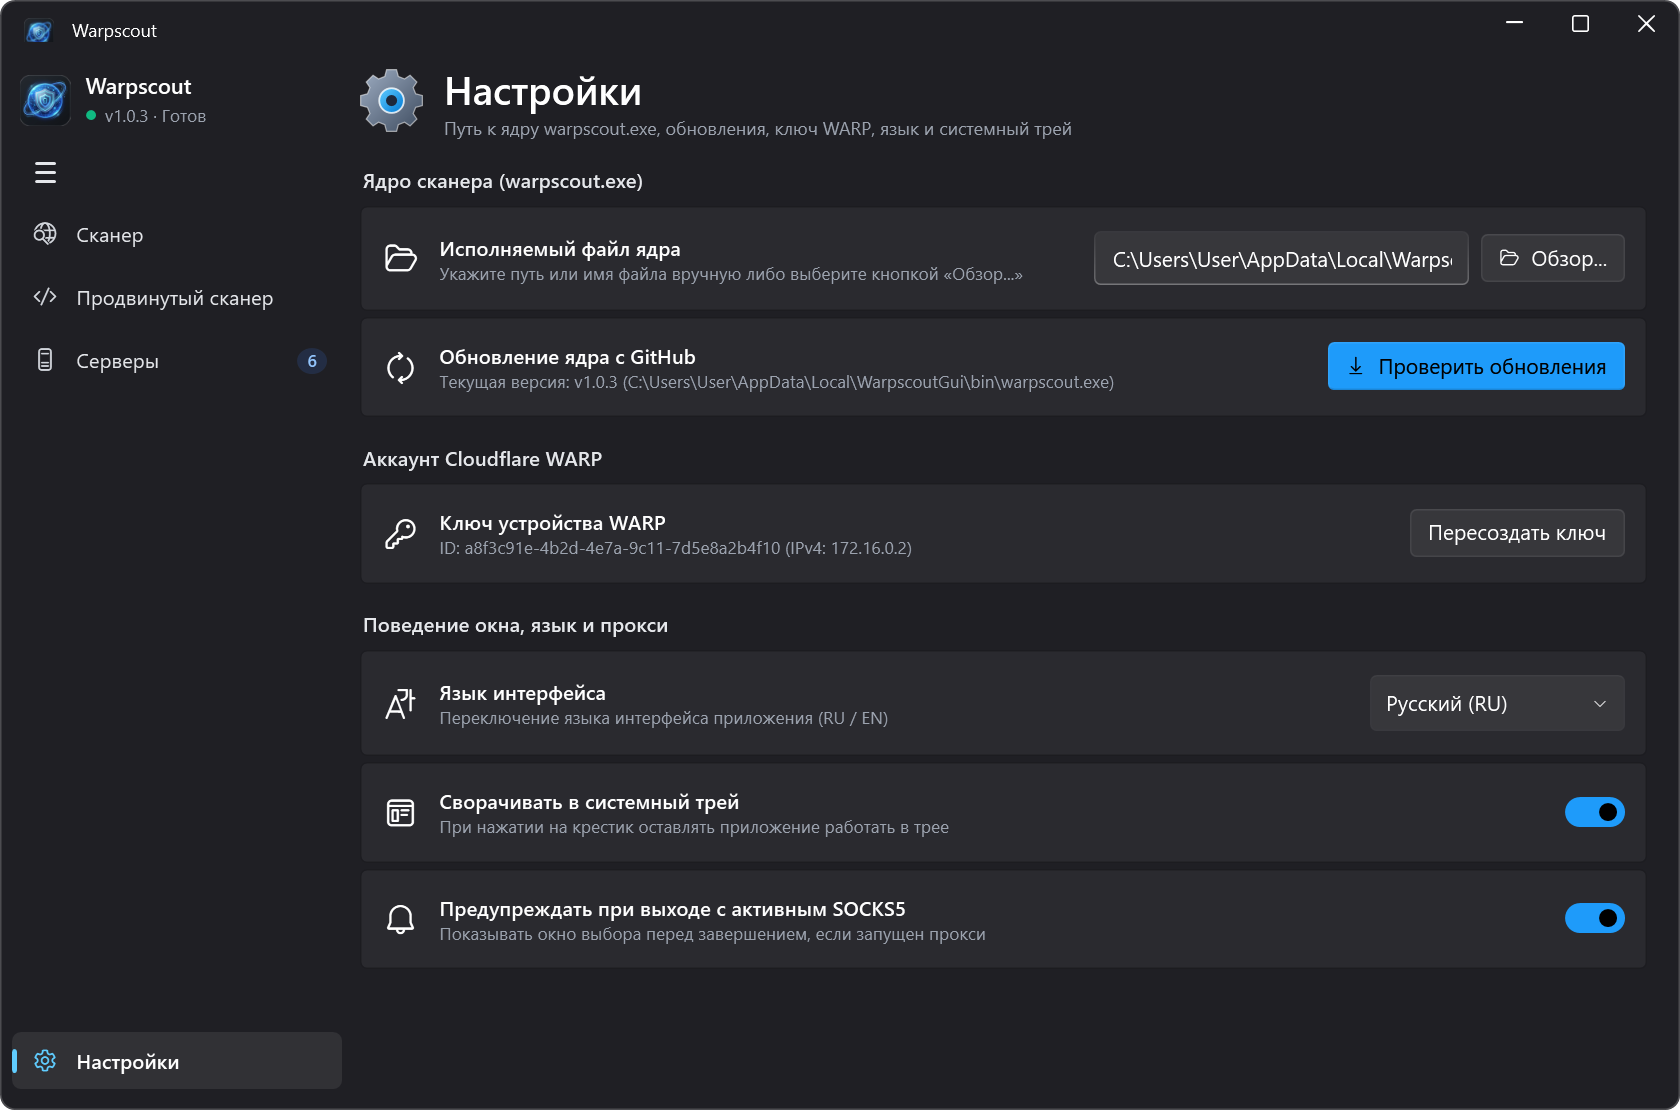 Warpscout
Warpscout
v1.0.3 · Готов
Сканер
Продвинутый сканер
Серверы
6
Настройки
Настройки
Путь к ядру warpscout.exe, обновления, ключ WARP, язык и системный трей
Ядро сканера (warpscout.exe)
Исполняемый файл ядра
Укажите путь или имя файла вручную либо выберите кнопкой «Обзор...»
C:\Users\User\AppData\Local\Warps
Обзор...
Обновление ядра с GitHub
Текущая версия: v1.0.3 (C:\Users\User\AppData\Local\WarpscoutGui\bin\warpscout.exe)
Проверить обновления
Аккаунт Cloudflare WARP
Ключ устройства WARP
ID: a8f3c91e-4b2d-4e7a-9c11-7d5e8a2b4f10 (IPv4: 172.16.0.2)
Пересоздать ключ
Поведение окна, язык и прокси
Язык интерфейса
Переключение языка интерфейса приложения (RU / EN)
Русский (RU)
Сворачивать в системный трей
При нажатии на крестик оставлять приложение работать в трее
Предупреждать при выходе с активным SOCKS5
Показывать окно выбора перед завершением, если запущен прокси